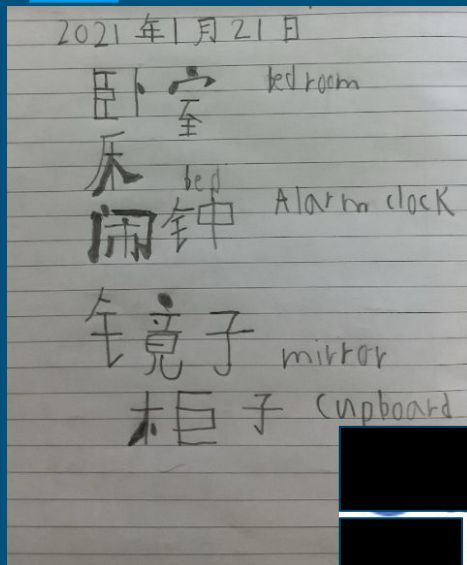 2021年1月21日
卧室 bedroom
床 bed
闹钟 Alarm clock
镜子 mirror
柜子 Cupboard